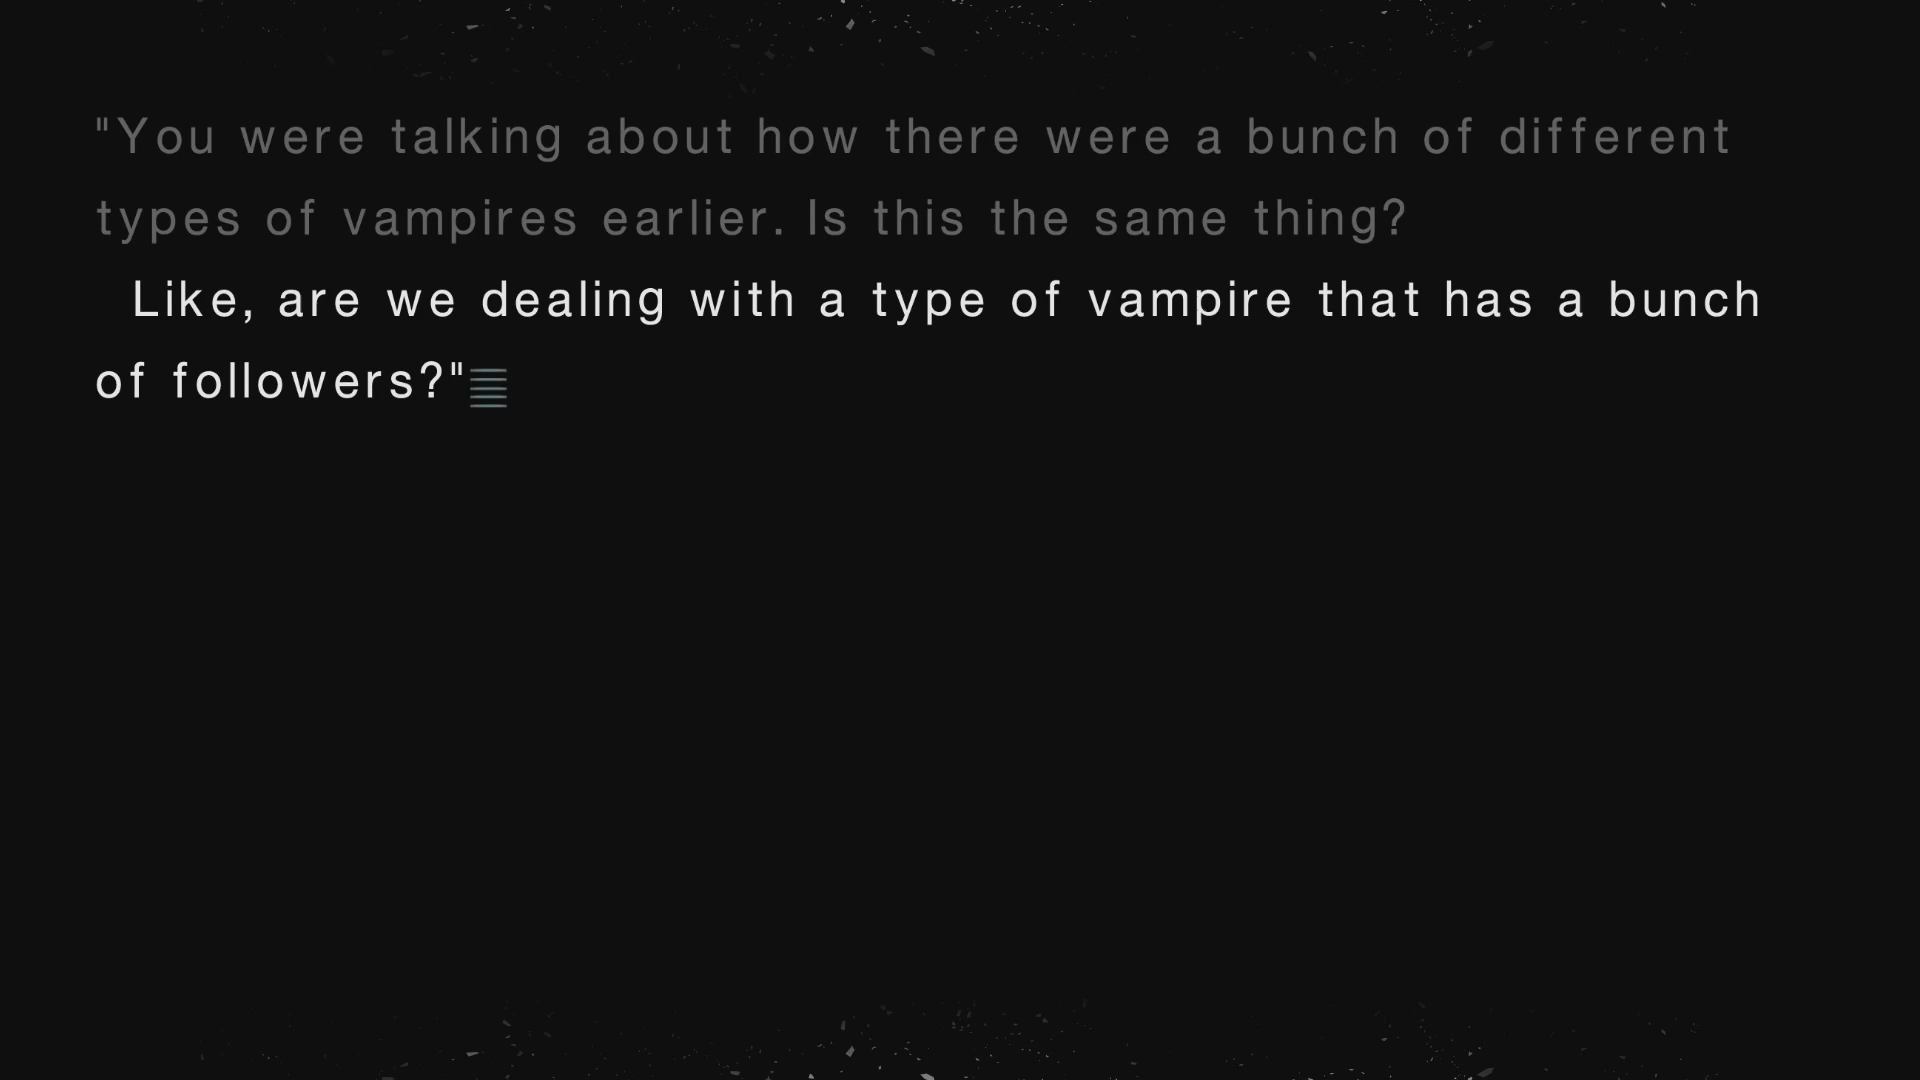 "You were talking about how there were a bunch of different
types of vampires earlier. Is this the same thing?
Like, are we dealing with a type of vampire that has a bunch
of followers?"